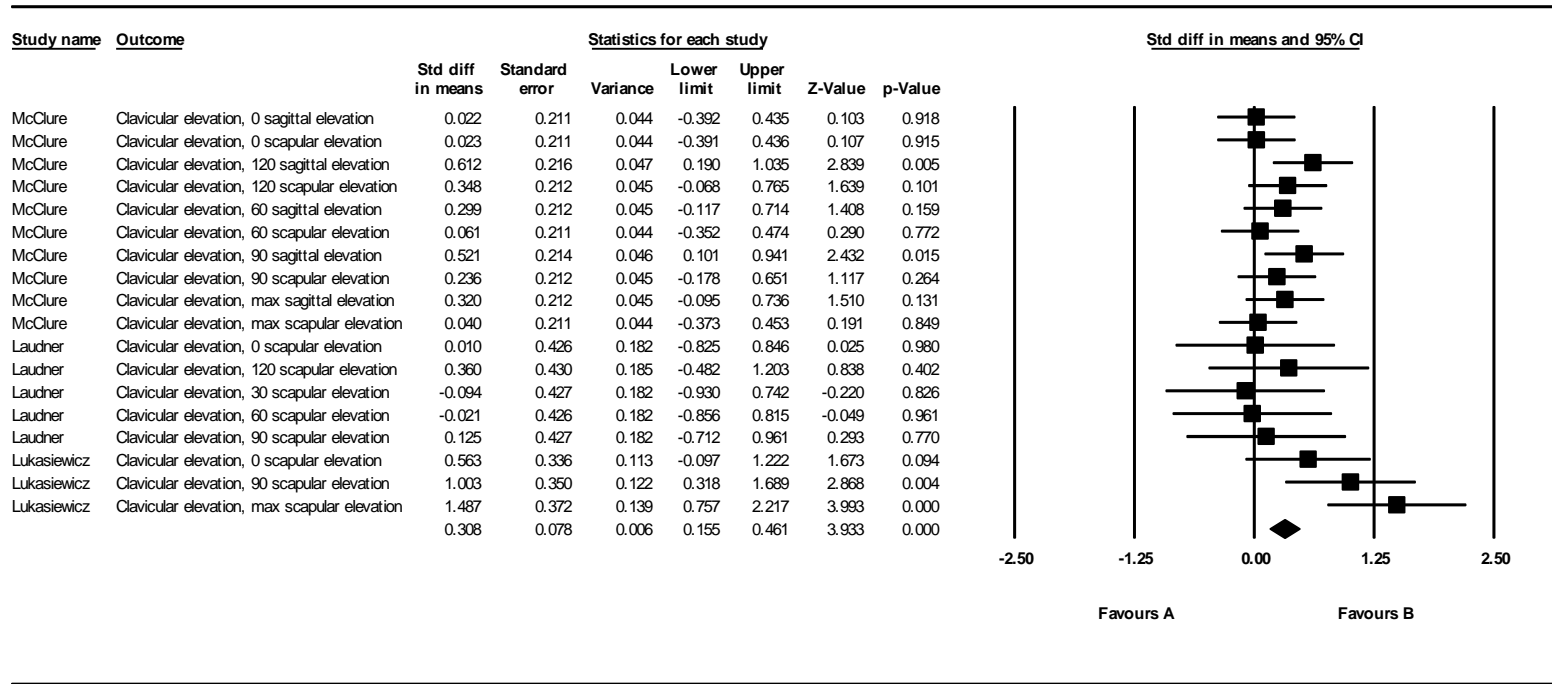 Study name Outcome Statistics for each study Std diff in means and 95% CI
Std diff in means Standard error Variance Lower limit Upper limit Z-Value p-Value
McClure Clavicular elevation, 0 sagittal elevation 0.022 0.211 0.044 -0.392 0.435 0.103 0.918
McClure Clavicular elevation, 0 scapular elevation 0.023 0.211 0.044 -0.391 0.436 0.107 0.915
McClure Clavicular elevation, 120 sagittal elevation 0.612 0.216 0.047 0.190 1.035 2.839 0.005
McClure Clavicular elevation, 120 scapular elevation 0.348 0.212 0.045 -0.068 0.765 1.639 0.101
McClure Clavicular elevation, 60 sagittal elevation 0.299 0.212 0.045 -0.117 0.714 1.408 0.159
McClure Clavicular elevation, 60 scapular elevation 0.061 0.211 0.044 -0.352 0.474 0.290 0.772
McClure Clavicular elevation, 90 sagittal elevation 0.521 0.214 0.046 0.101 0.941 2.432 0.015
McClure Clavicular elevation, 90 scapular elevation 0.236 0.212 0.045 -0.178 0.651 1.117 0.264
McClure Clavicular elevation, max sagittal elevation 0.320 0.212 0.045 -0.095 0.736 1.510 0.131
McClure Clavicular elevation, max scapular elevation 0.040 0.211 0.044 -0.373 0.453 0.191 0.849
Laudner Clavicular elevation, 0 scapular elevation 0.010 0.426 0.182 -0.825 0.846 0.025 0.980
Laudner Clavicular elevation, 120 scapular elevation 0.360 0.430 0.185 -0.482 1.203 0.838 0.402
Laudner Clavicular elevation, 30 scapular elevation -0.094 0.427 0.182 -0.930 0.742 -0.220 0.826
Laudner Clavicular elevation, 60 scapular elevation -0.021 0.426 0.182 -0.856 0.815 -0.049 0.961
Laudner Clavicular elevation, 90 scapular elevation 0.125 0.427 0.182 -0.712 0.961 0.293 0.770
Lukasiewicz Clavicular elevation, 0 scapular elevation 0.563 0.336 0.113 -0.097 1.222 1.673 0.094
Lukasiewicz Clavicular elevation, 90 scapular elevation 1.003 0.350 0.122 0.318 1.689 2.868 0.004
Lukasiewicz Clavicular elevation, max scapular elevation 1.487 0.372 0.139 0.757 2.217 3.993 0.000
0.308 0.078 0.006 0.155 0.461 3.933 0.000
-2.50 -1.25 0.00 1.25 2.50
Favours A Favours B